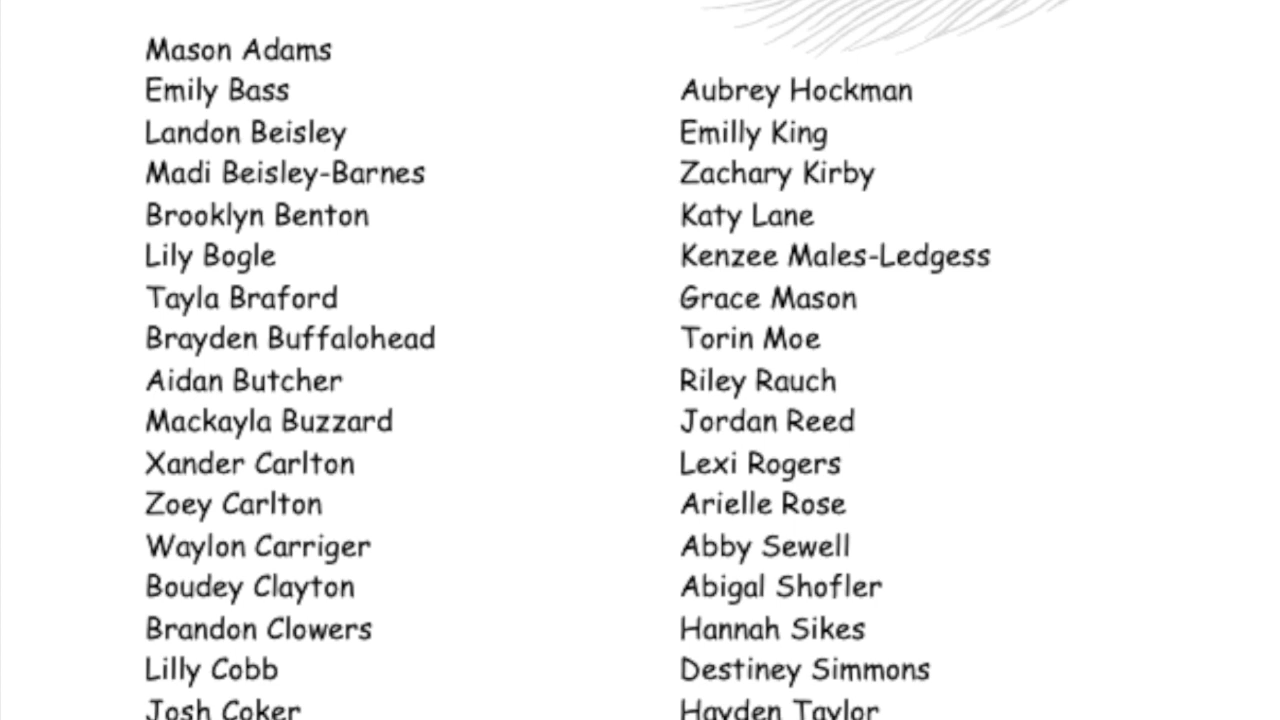 Mason Adams
Emily Bass
Landon Beisley
Madi Beisley-Barnes
Brooklyn Benton
Lily Bogle
Tayla Braford
Brayden Buffalohead
Aidan Butcher
Mackayla Buzzard
Xander Carlton
Zoey Carlton
Waylon Carriger
Boudey Clayton
Brandon Clowers
Lilly Cobb
Josh Coker
Aubrey Hockman
Emilly King
Zachary Kirby
Katy Lane
Kenzee Males-Ledgess
Grace Mason
Torin Moe
Riley Rauch
Jordan Reed
Lexi Rogers
Arielle Rose
Abby Sewell
Abigal Shofler
Hannah Sikes
Destiney Simmons
Hayden Taylor